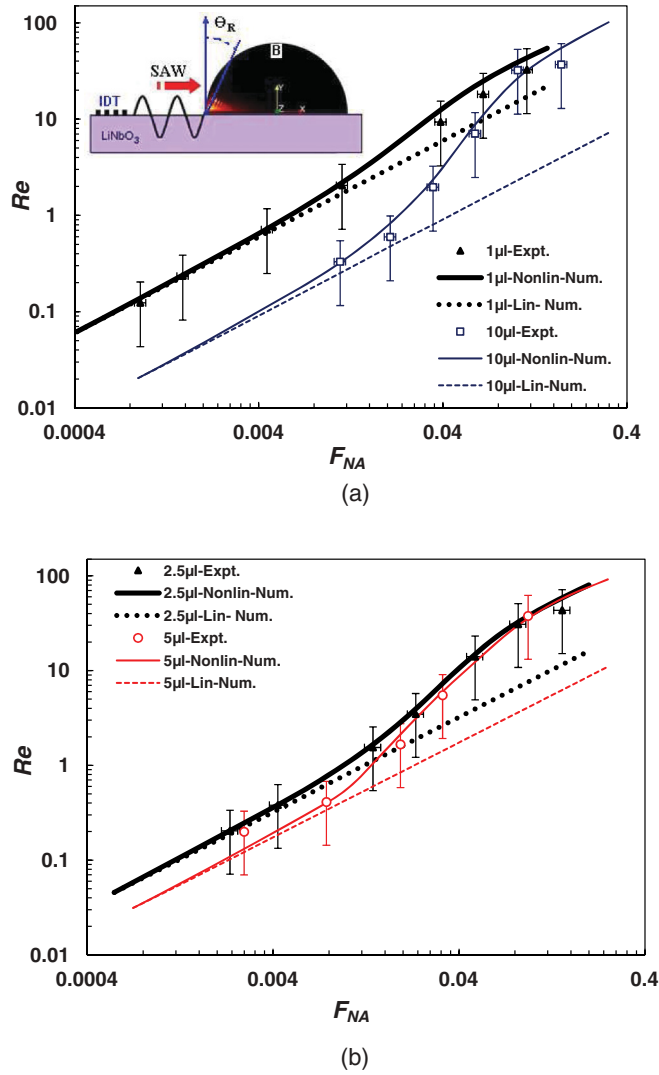 100
10
1
0.1
0.01
Re
Θ_R
B
SAW
IDT
Y
Z
X
LiNbO₃
1µl-Expt.
1µl-Nonlin-Num.
1µl-Lin- Num.
10µl-Expt.
10µl-Nonlin-Num.
10µl-Lin-Num.
0.0004 0.004 0.04 0.4
F_NA
(a)
100
10
1
0.1
0.01
Re
2.5µl-Expt.
2.5µl-Nonlin-Num.
2.5µl-Lin- Num.
5µl-Expt.
5µl-Nonlin-Num.
5µl-Lin-Num.
0.0004 0.004 0.04 0.4
F_NA
(b)